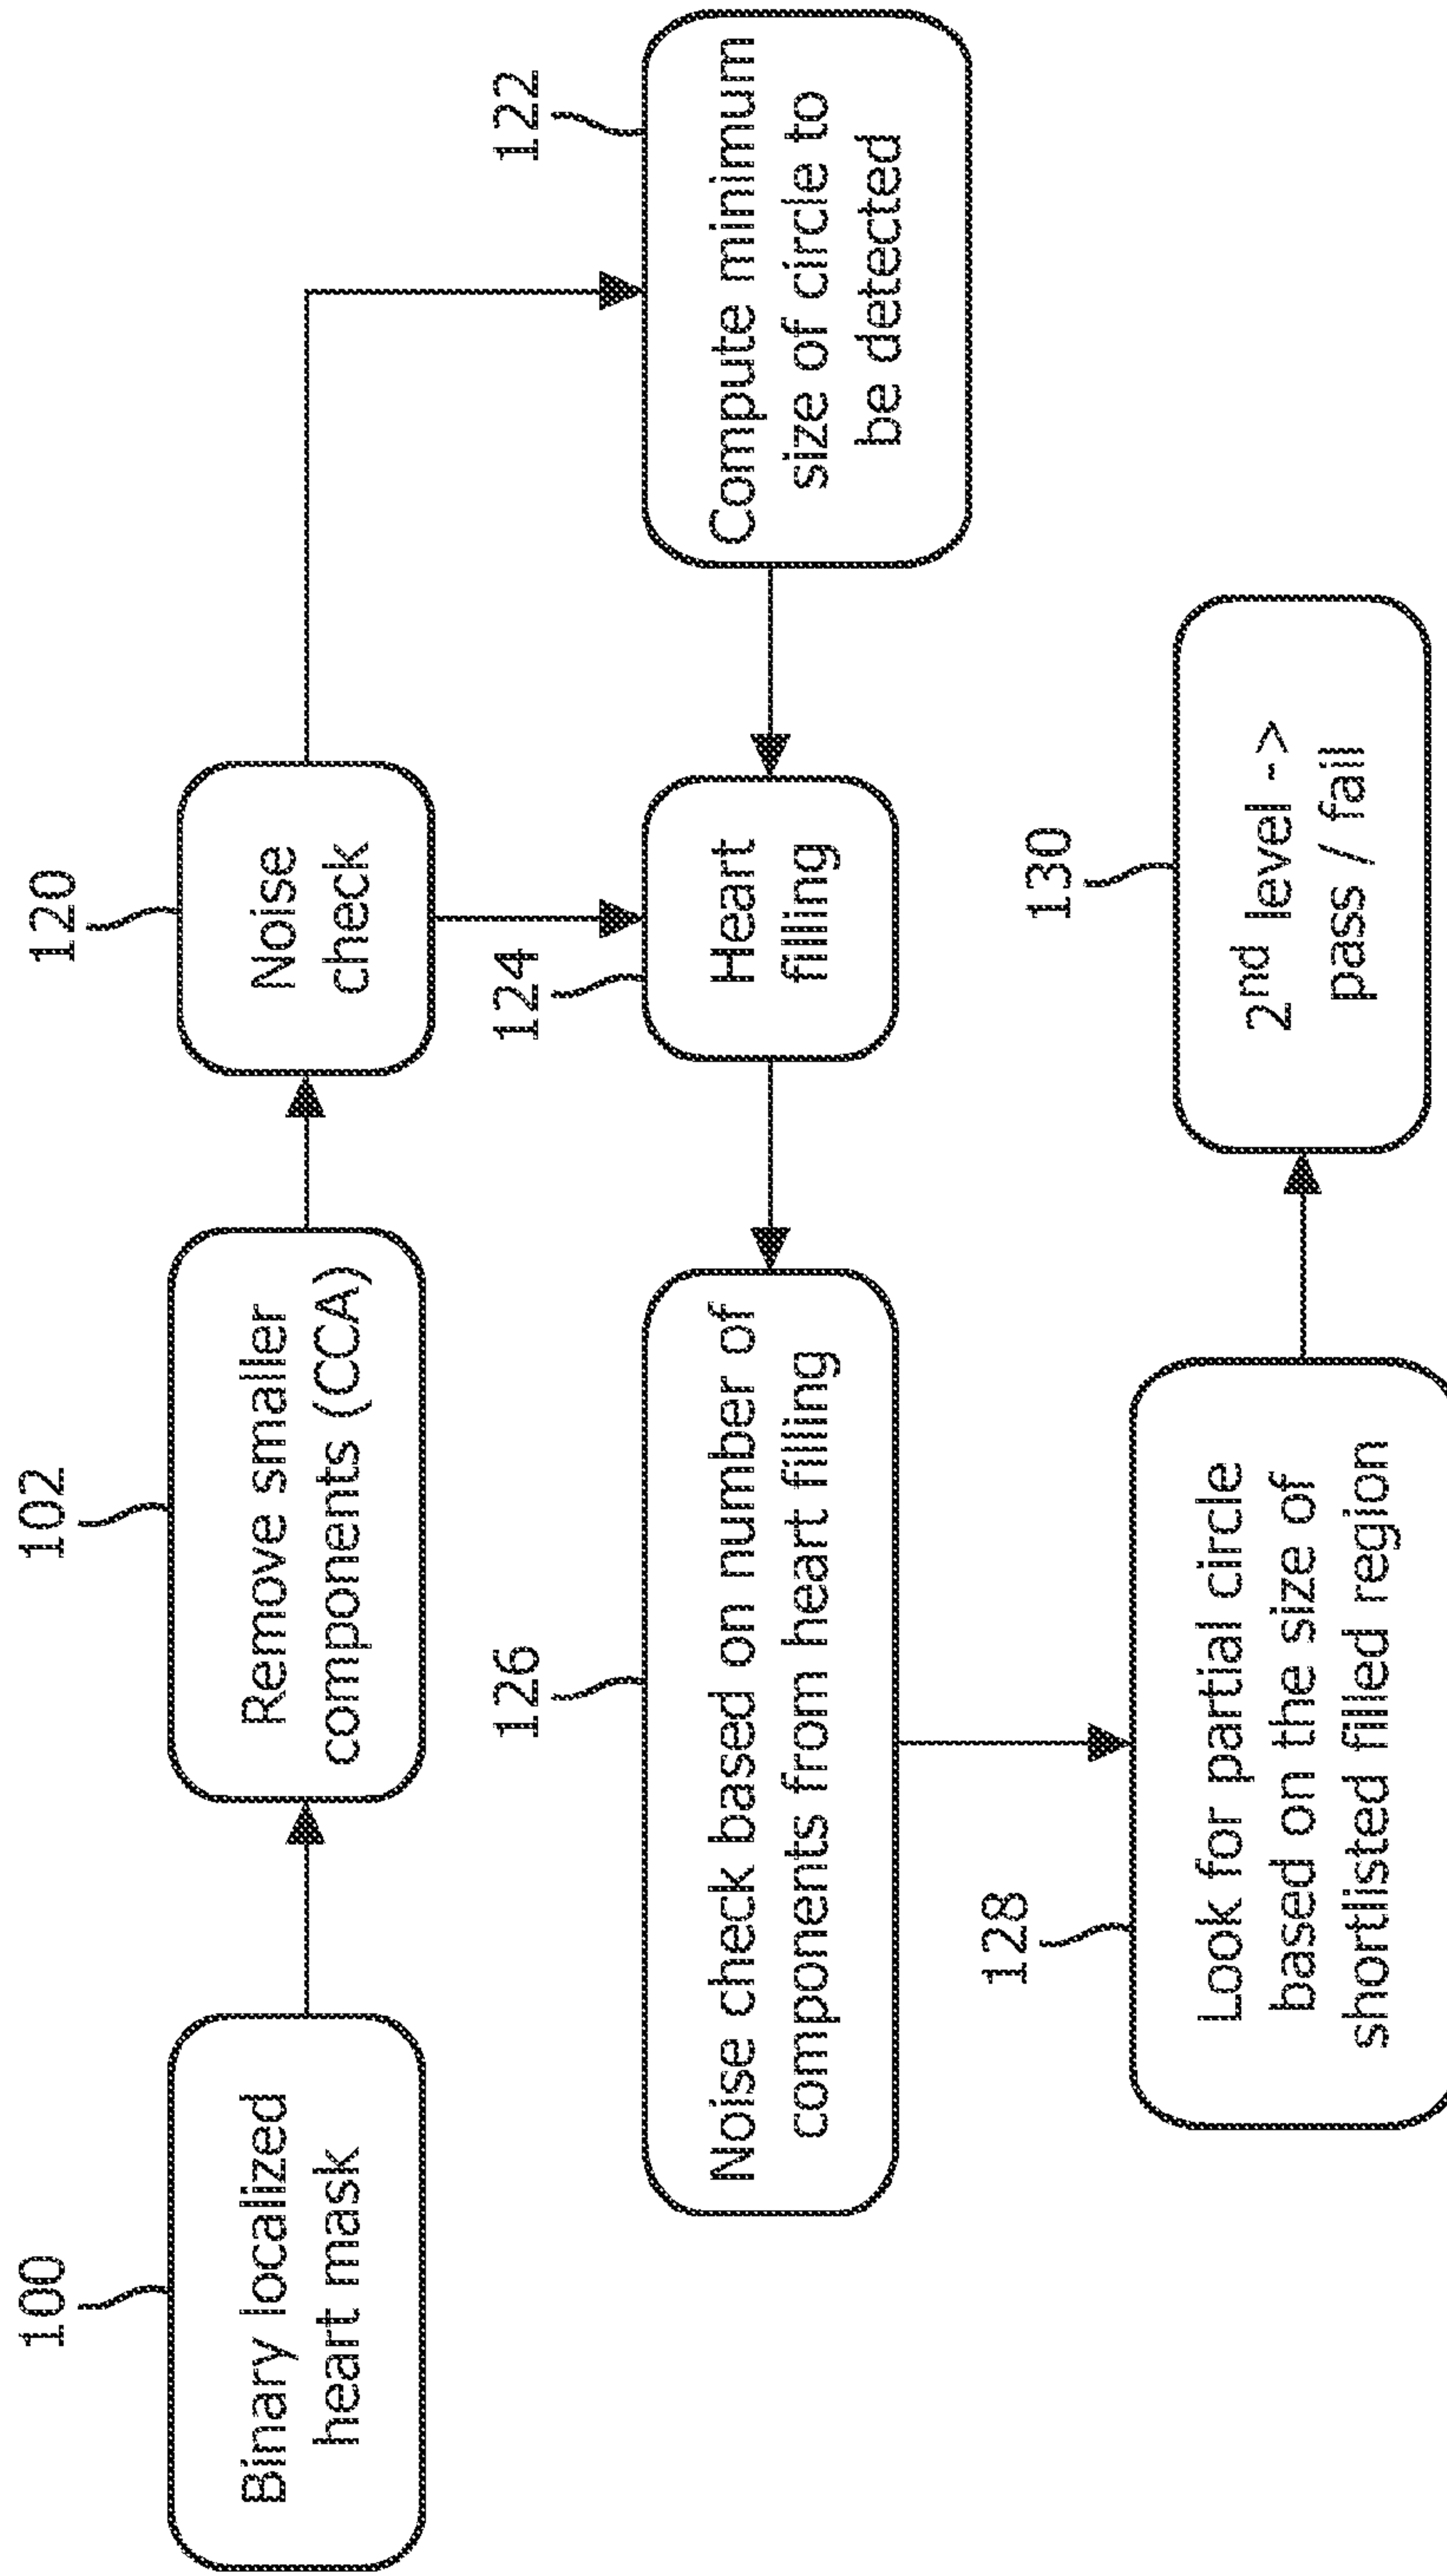 100
Binary localized
heart mask
102
Remove smaller
components (CCA)
120
Noise
check
122
Compute minimum
size of circle to
be detected
124
Heart
filling
126
Noise check based on number of
components from heart filling
128
Look for partial circle
based on the size of
shortlisted filled region
130
2nd level ->
pass / fail